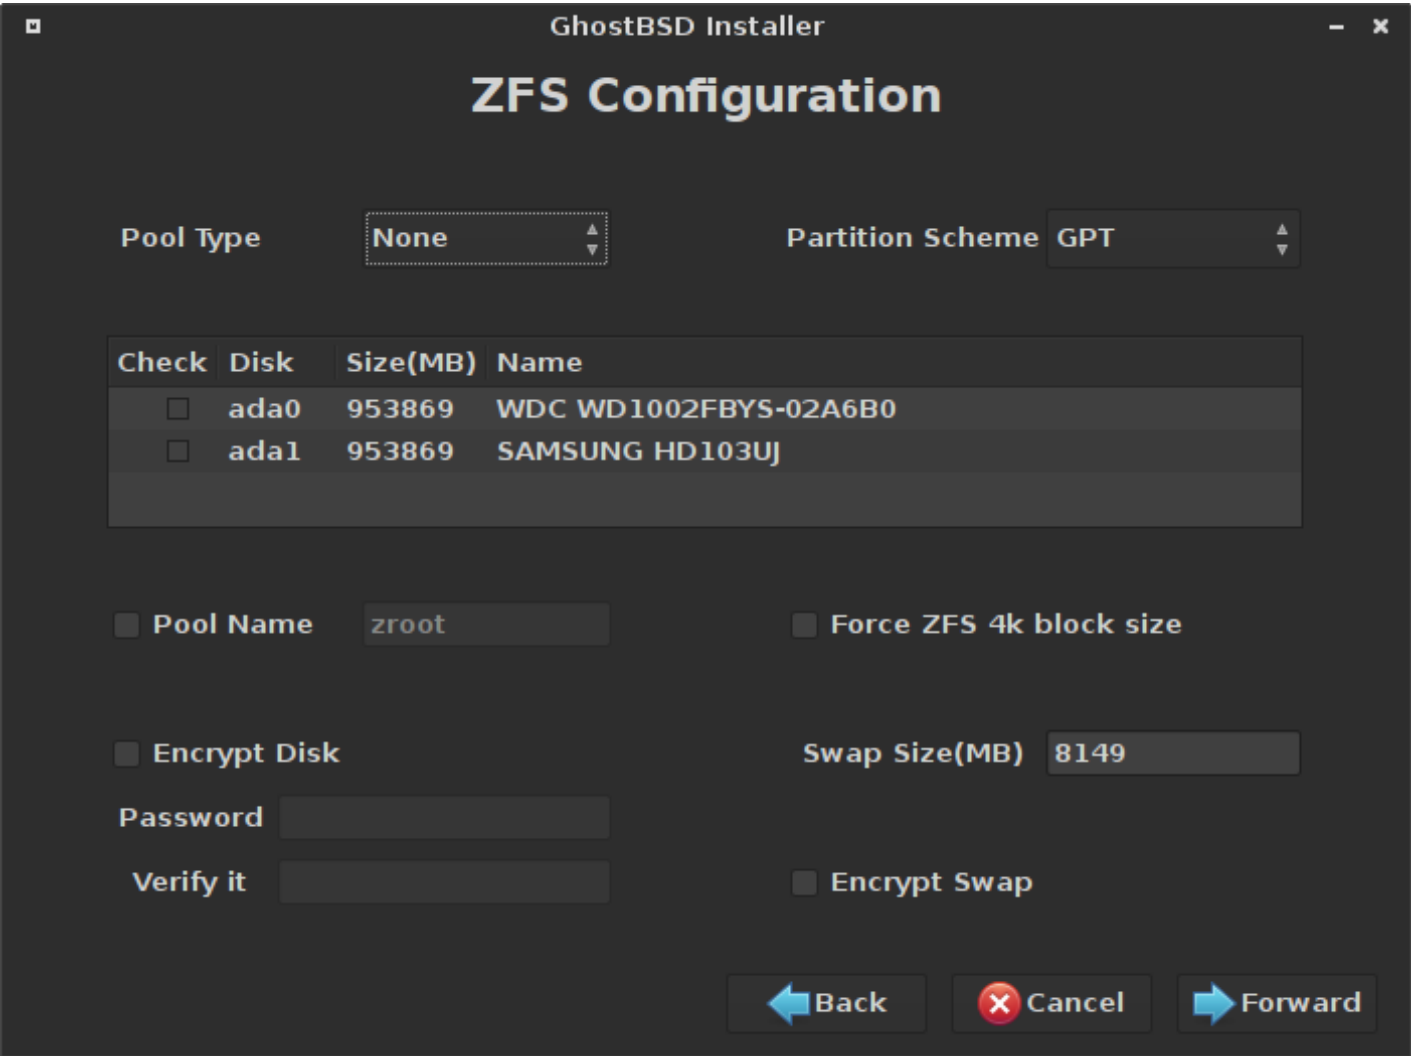 GhostBSD Installer
ZFS Configuration
Pool Type None Partition Scheme GPT
Check Disk Size(MB) Name
ada0 953869 WDC WD1002FBYS-02A6B0
ada1 953869 SAMSUNG HD103UJ
Pool Name zroot Force ZFS 4k block size
Encrypt Disk Swap Size(MB) 8149
Password
Verify it Encrypt Swap
Back Cancel Forward